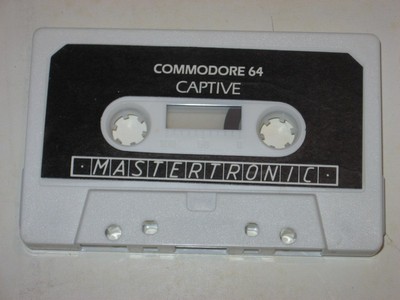 COMMODORE 64
CAPTIVE
· MASTERTRONIC ·